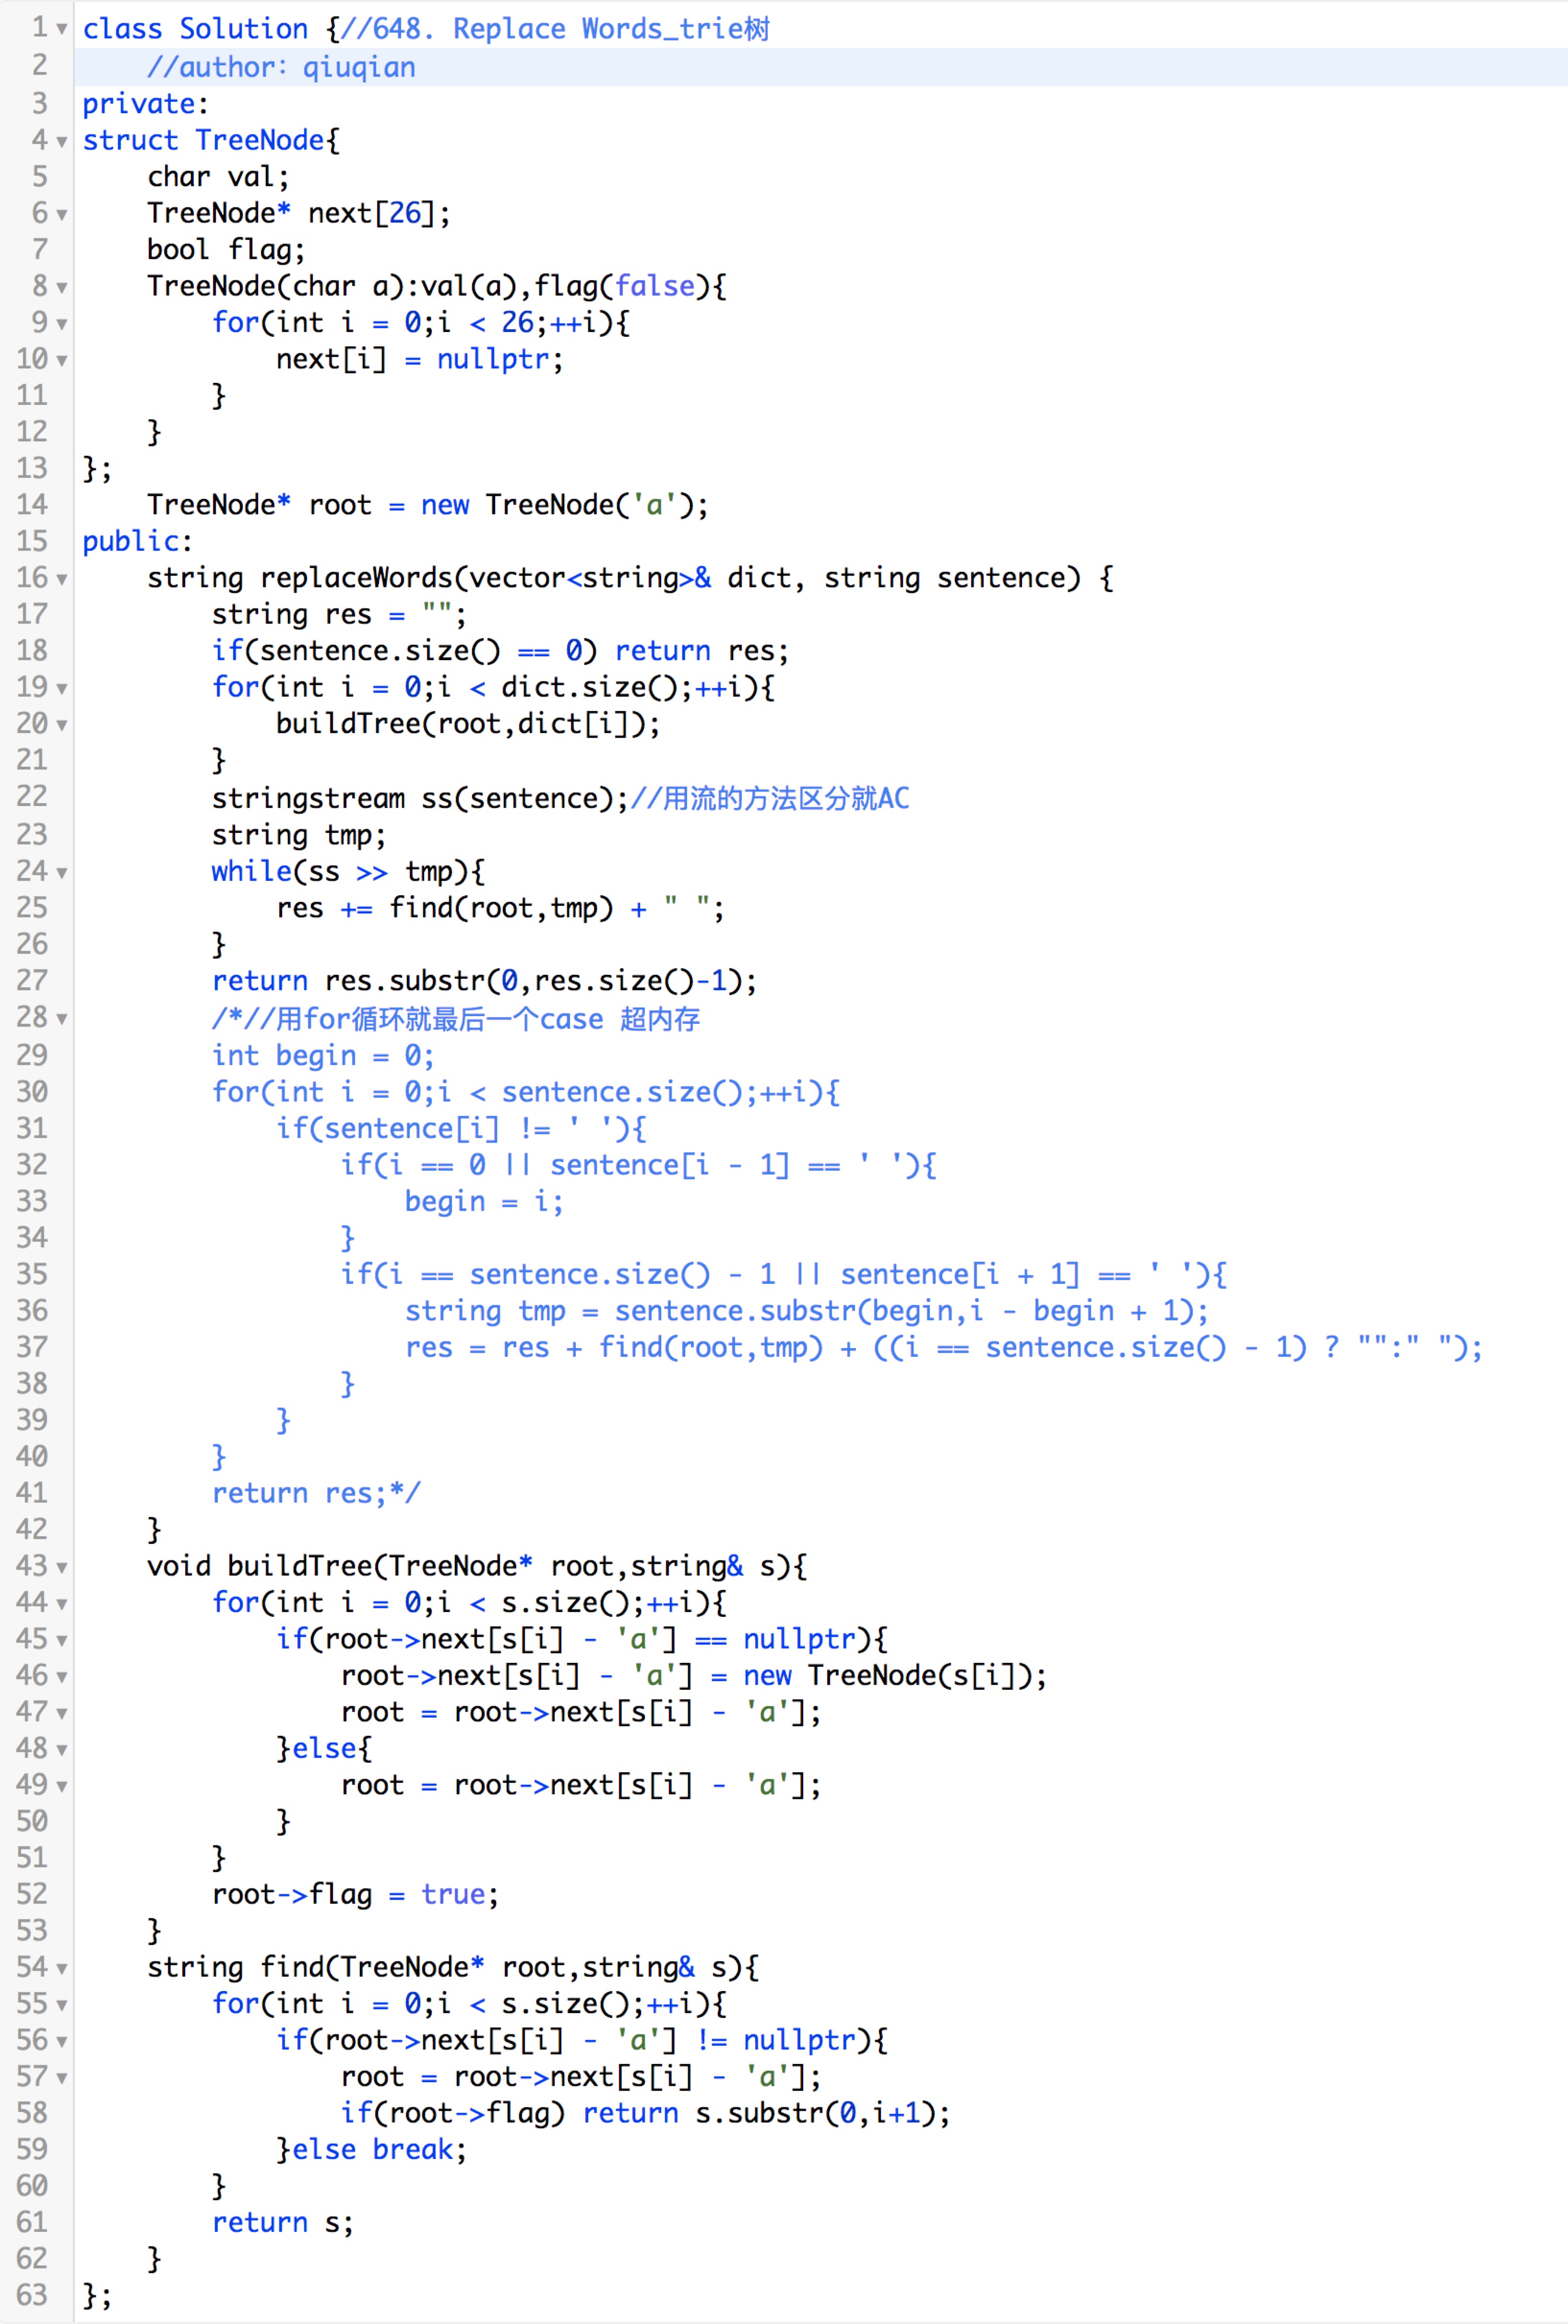 1 class Solution {//648. Replace Words_trie树
2     //author：qiuqian
3 private:
4 struct TreeNode{
5     char val;
6     TreeNode* next[26];
7     bool flag;
8     TreeNode(char a):val(a),flag(false){
9         for(int i = 0;i < 26;++i){
10             next[i] = nullptr;
11         }
12     }
13 };
14     TreeNode* root = new TreeNode('a');
15 public:
16     string replaceWords(vector<string>& dict, string sentence) {
17         string res = "";
18         if(sentence.size() == 0) return res;
19         for(int i = 0;i < dict.size();++i){
20             buildTree(root,dict[i]);
21         }
22         stringstream ss(sentence);//用流的方法区分就AC
23         string tmp;
24         while(ss >> tmp){
25             res += find(root,tmp) + " ";
26         }
27         return res.substr(0,res.size()-1);
28         /*//用for循环就最后一个case 超内存
29         int begin = 0;
30         for(int i = 0;i < sentence.size();++i){
31             if(sentence[i] != ' '){
32                 if(i == 0 || sentence[i - 1] == ' '){
33                     begin = i;
34                 }
35                 if(i == sentence.size() - 1 || sentence[i + 1] == ' '){
36                     string tmp = sentence.substr(begin,i - begin + 1);
37                     res = res + find(root,tmp) + ((i == sentence.size() - 1) ? "":" ");
38                 }
39             }
40         }
41         return res;*/
42     }
43     void buildTree(TreeNode* root,string& s){
44         for(int i = 0;i < s.size();++i){
45             if(root->next[s[i] - 'a'] == nullptr){
46                 root->next[s[i] - 'a'] = new TreeNode(s[i]);
47                 root = root->next[s[i] - 'a'];
48             }else{
49                 root = root->next[s[i] - 'a'];
50             }
51         }
52         root->flag = true;
53     }
54     string find(TreeNode* root,string& s){
55         for(int i = 0;i < s.size();++i){
56             if(root->next[s[i] - 'a'] != nullptr){
57                 root = root->next[s[i] - 'a'];
58                 if(root->flag) return s.substr(0,i+1);
59             }else break;
60         }
61         return s;
62     }
63 };